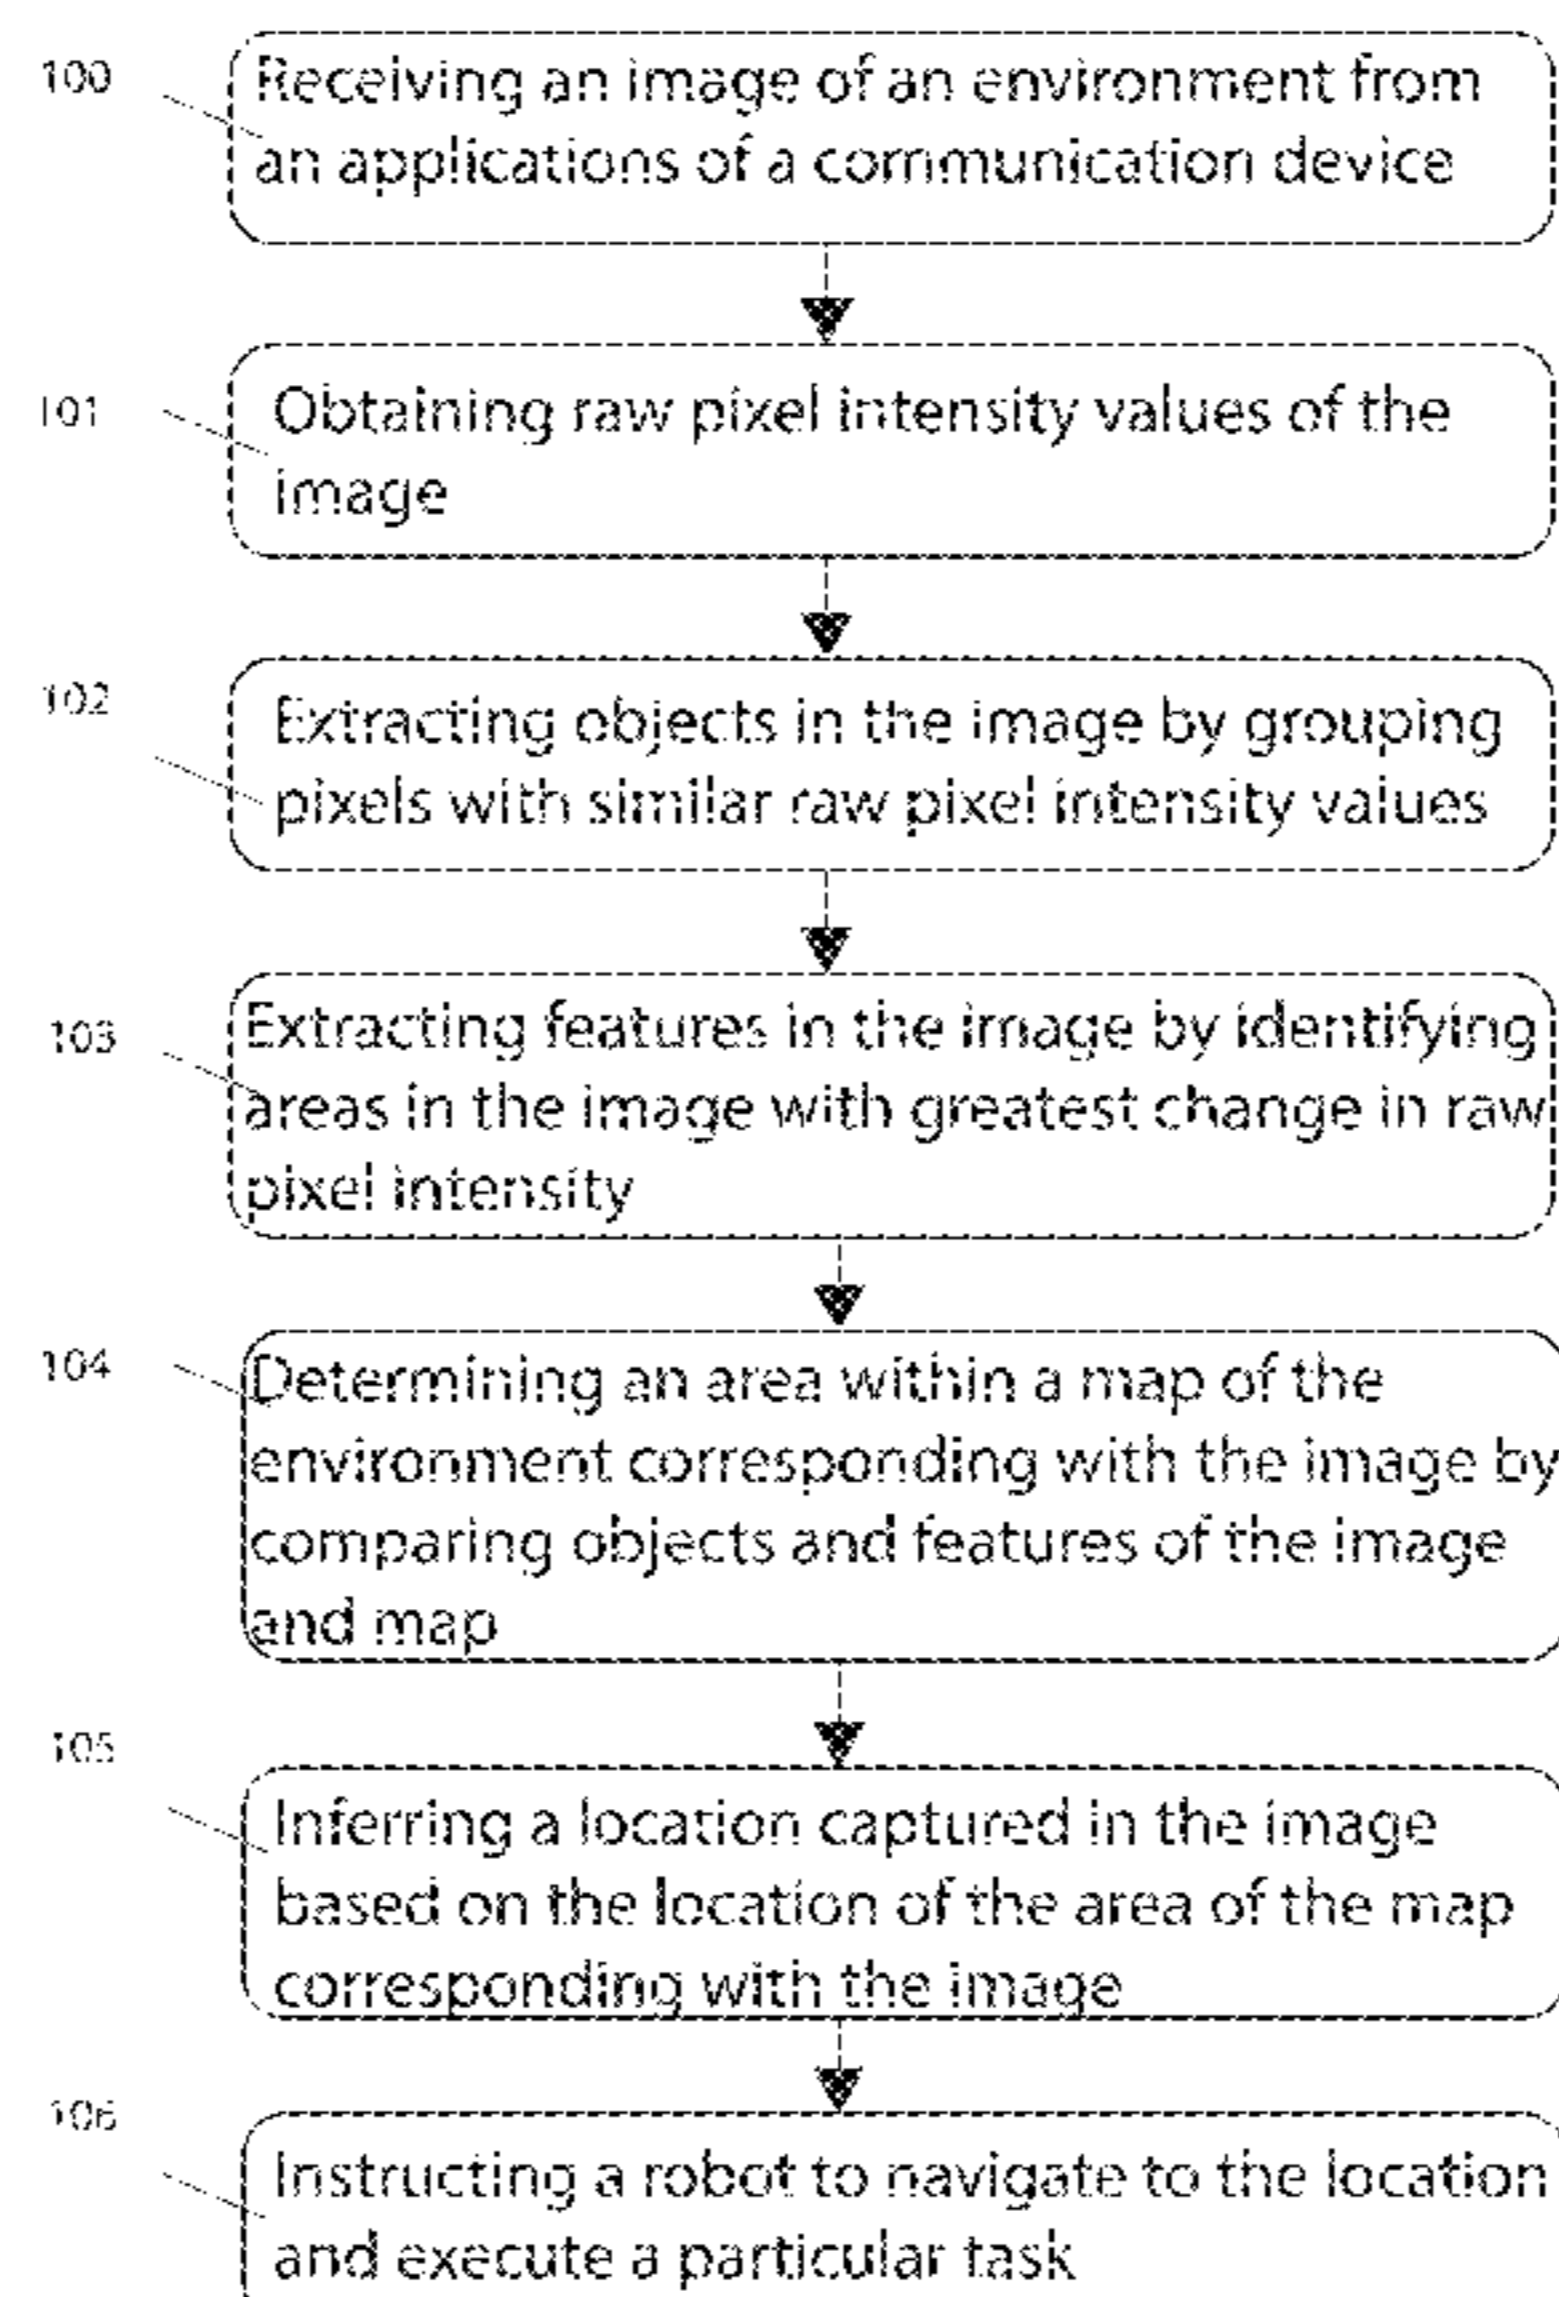 100
Receiving an image of an environment from
an applications of a communication device
101
Obtaining raw pixel intensity values of the
image
102
Extracting objects in the image by grouping
pixels with similar raw pixel intensity values
103
Extracting features in the image by identifying
areas in the image with greatest change in raw
pixel intensity
104
Determining an area within a map of the
environment corresponding with the image by
comparing objects and features of the image
and map
105
Inferring a location captured in the image
based on the location of the area of the map
corresponding with the image
106
Instructing a robot to navigate to the location
and execute a particular task